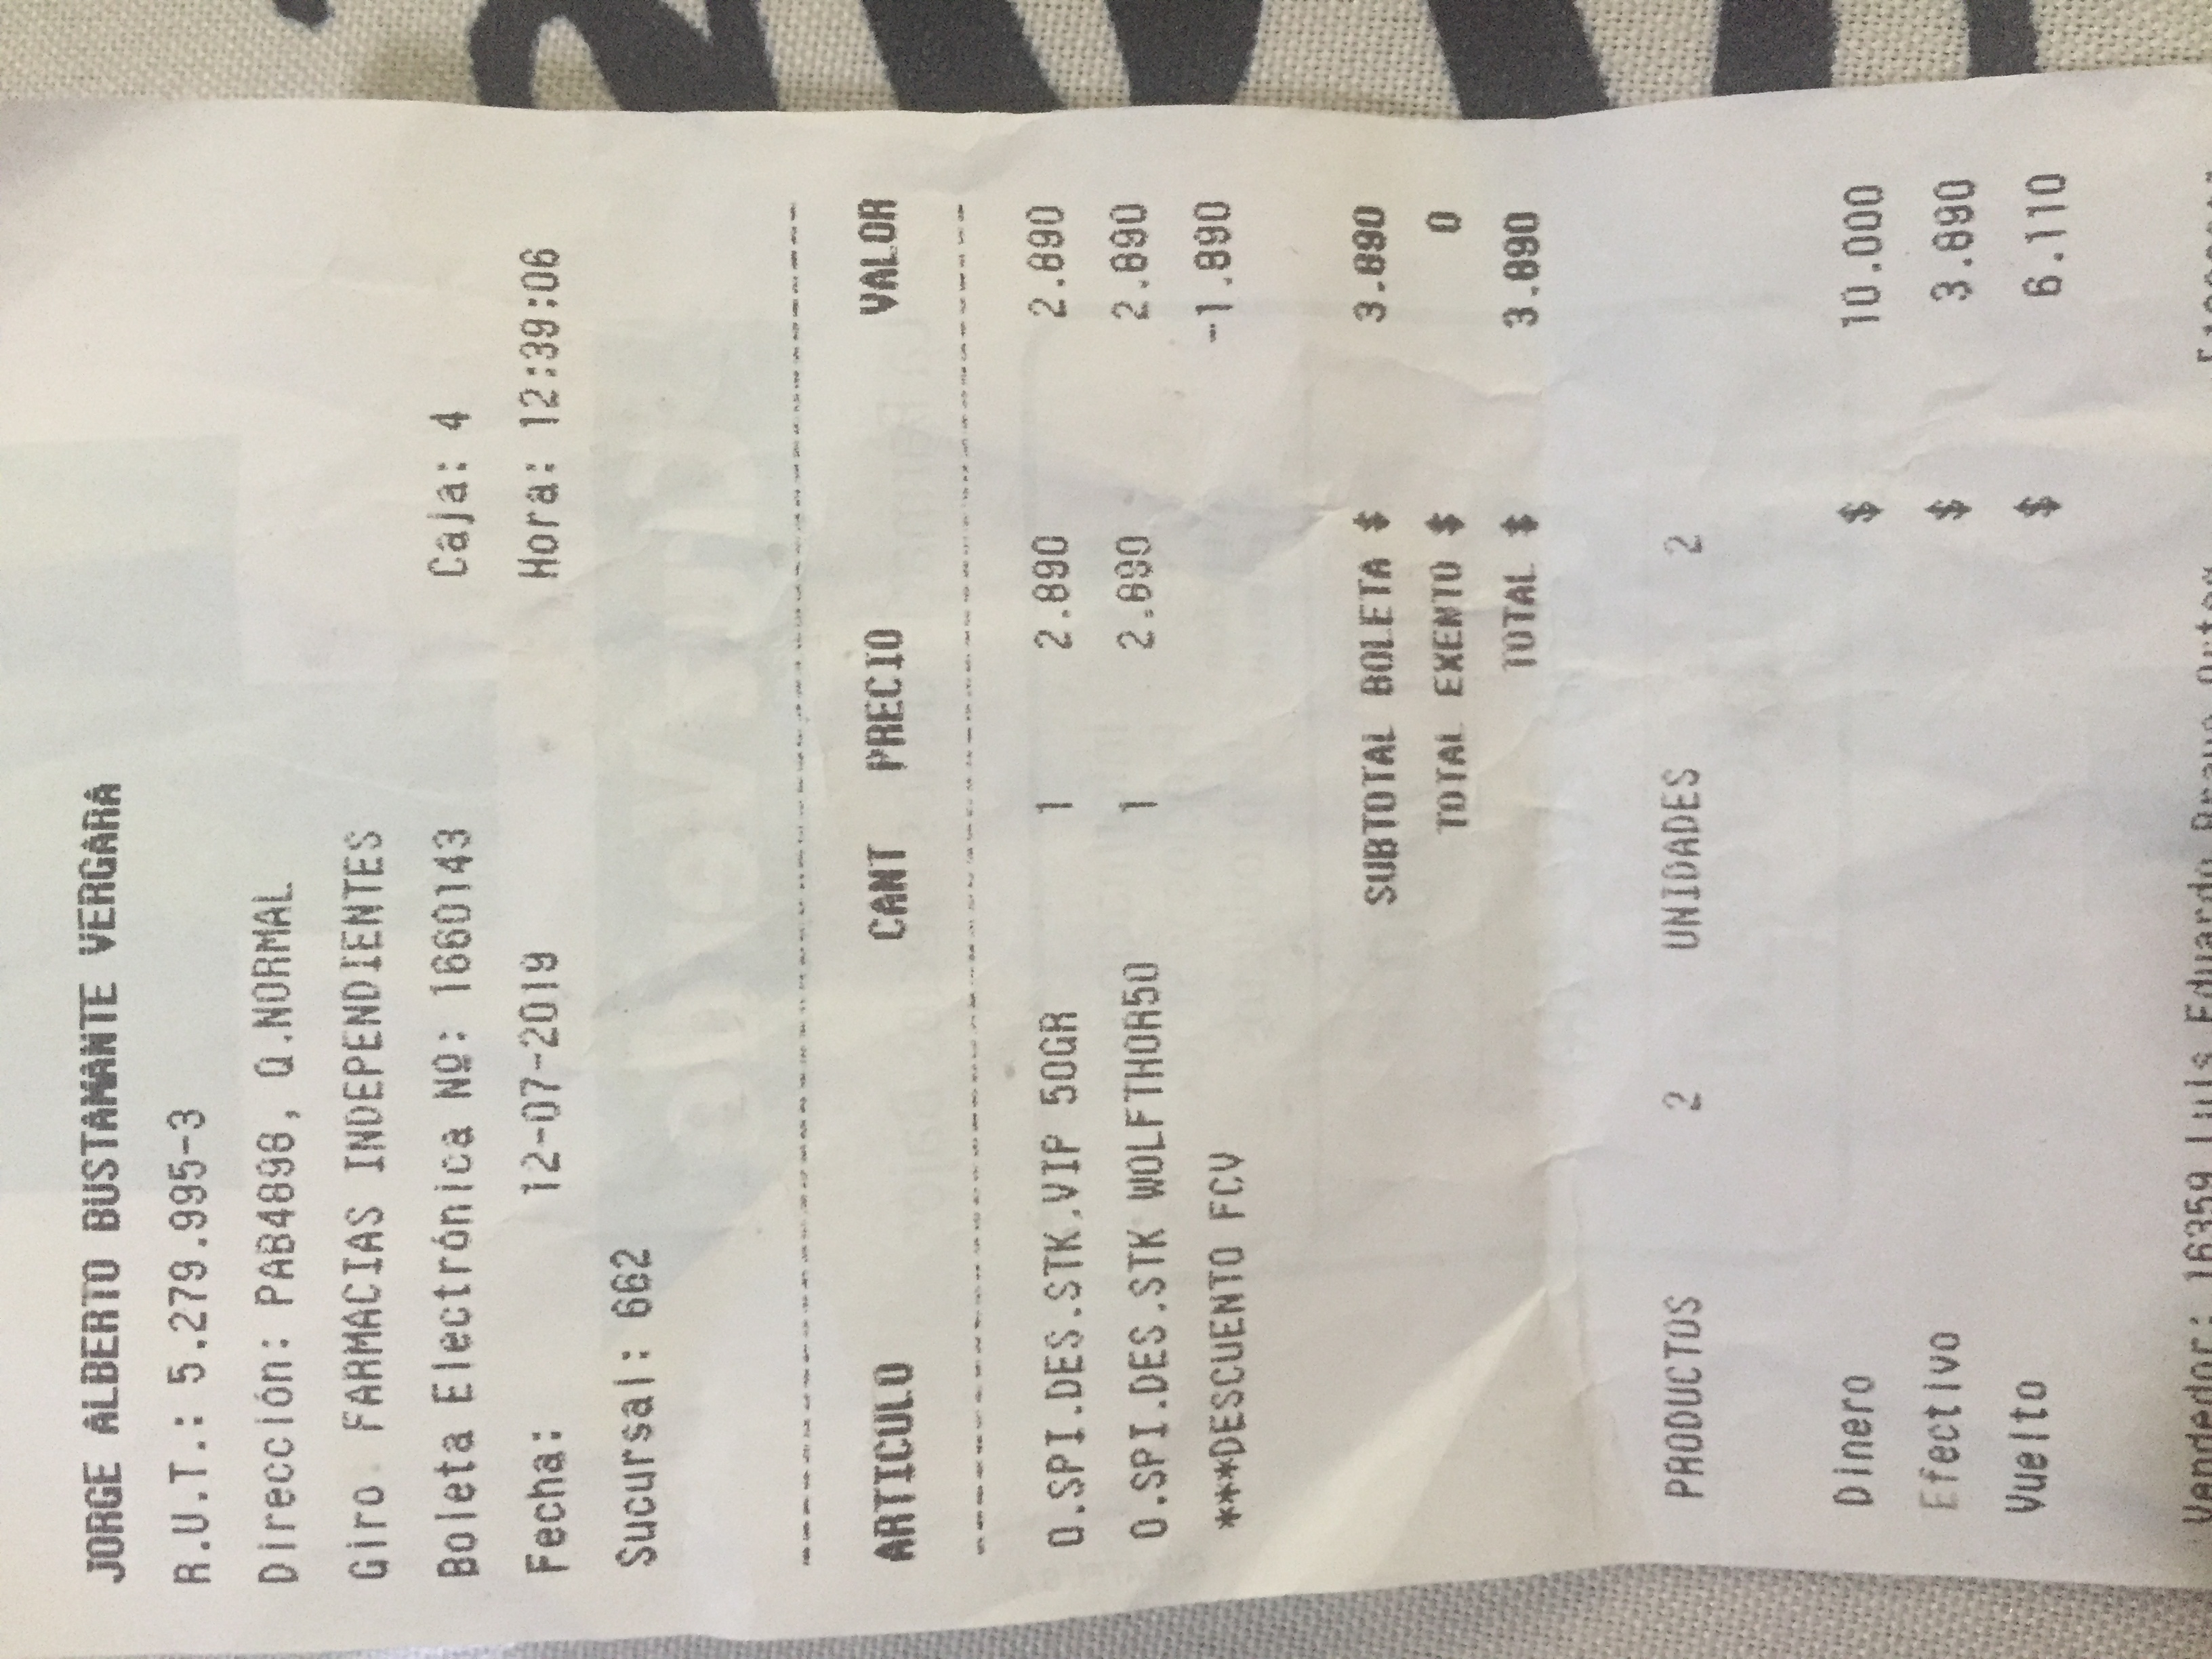 JORGE ALBERTO BUSTAMANTE VERGARA
R.U.T.: 5.279.995-3
Dirección: PAB4898, Q.NORMAL
Giro FARMACIAS INDEPENDIENTES
Boleta Electrónica Nº: 1660143 Caja: 4
Fecha: 12-07-2019 Hora: 12:39:06
Sucursal: 662
CruzVerde
ARTICULO CANT PRECIO VALOR
O.SPI.DES.STK.VIP 50GR 1 2.890 2.890
O.SPI.DES.STK WOLFTHOR50 1 2.890 2.890
***DESCUENTO FCV -1.890
SUBTOTAL BOLETA $ 3.890
TOTAL EXENTO $ 0
TOTAL $ 3.890
PRODUCTOS 2 UNIDADES 2
Dinero $ 10.000
Efectivo $ 3.890
Vuelto $ 6.110
Vendedor: 16359 Luis Eduardo Bravo Ortega